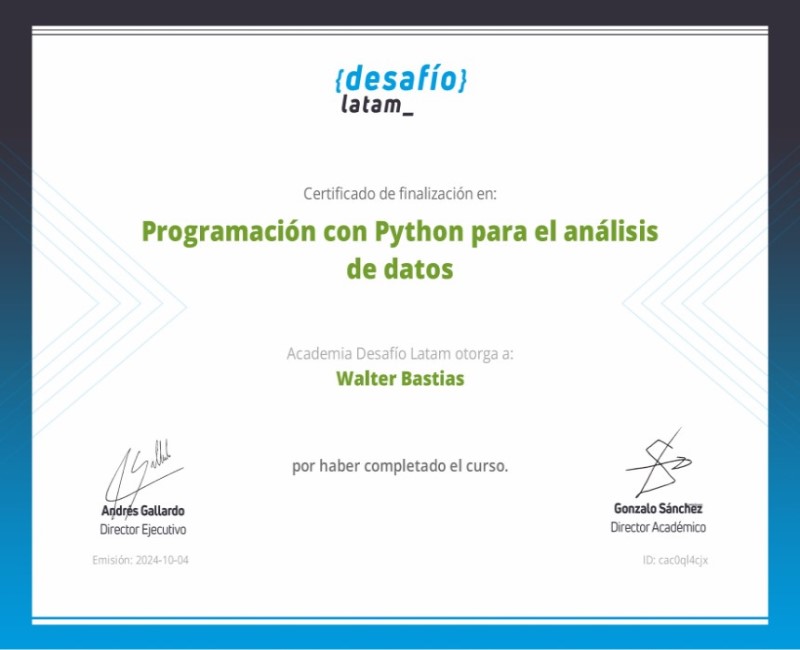 {desafío}
latam_
Certificado de finalización en:
Programación con Python para el análisis
de datos
Academia Desafío Latam otorga a:
Walter Bastias
por haber completado el curso.
Andrés Gallardo
Director Ejecutivo
Emisión: 2024-10-04
Gonzalo Sánchez
Director Académico
ID: cac0ql4cjx